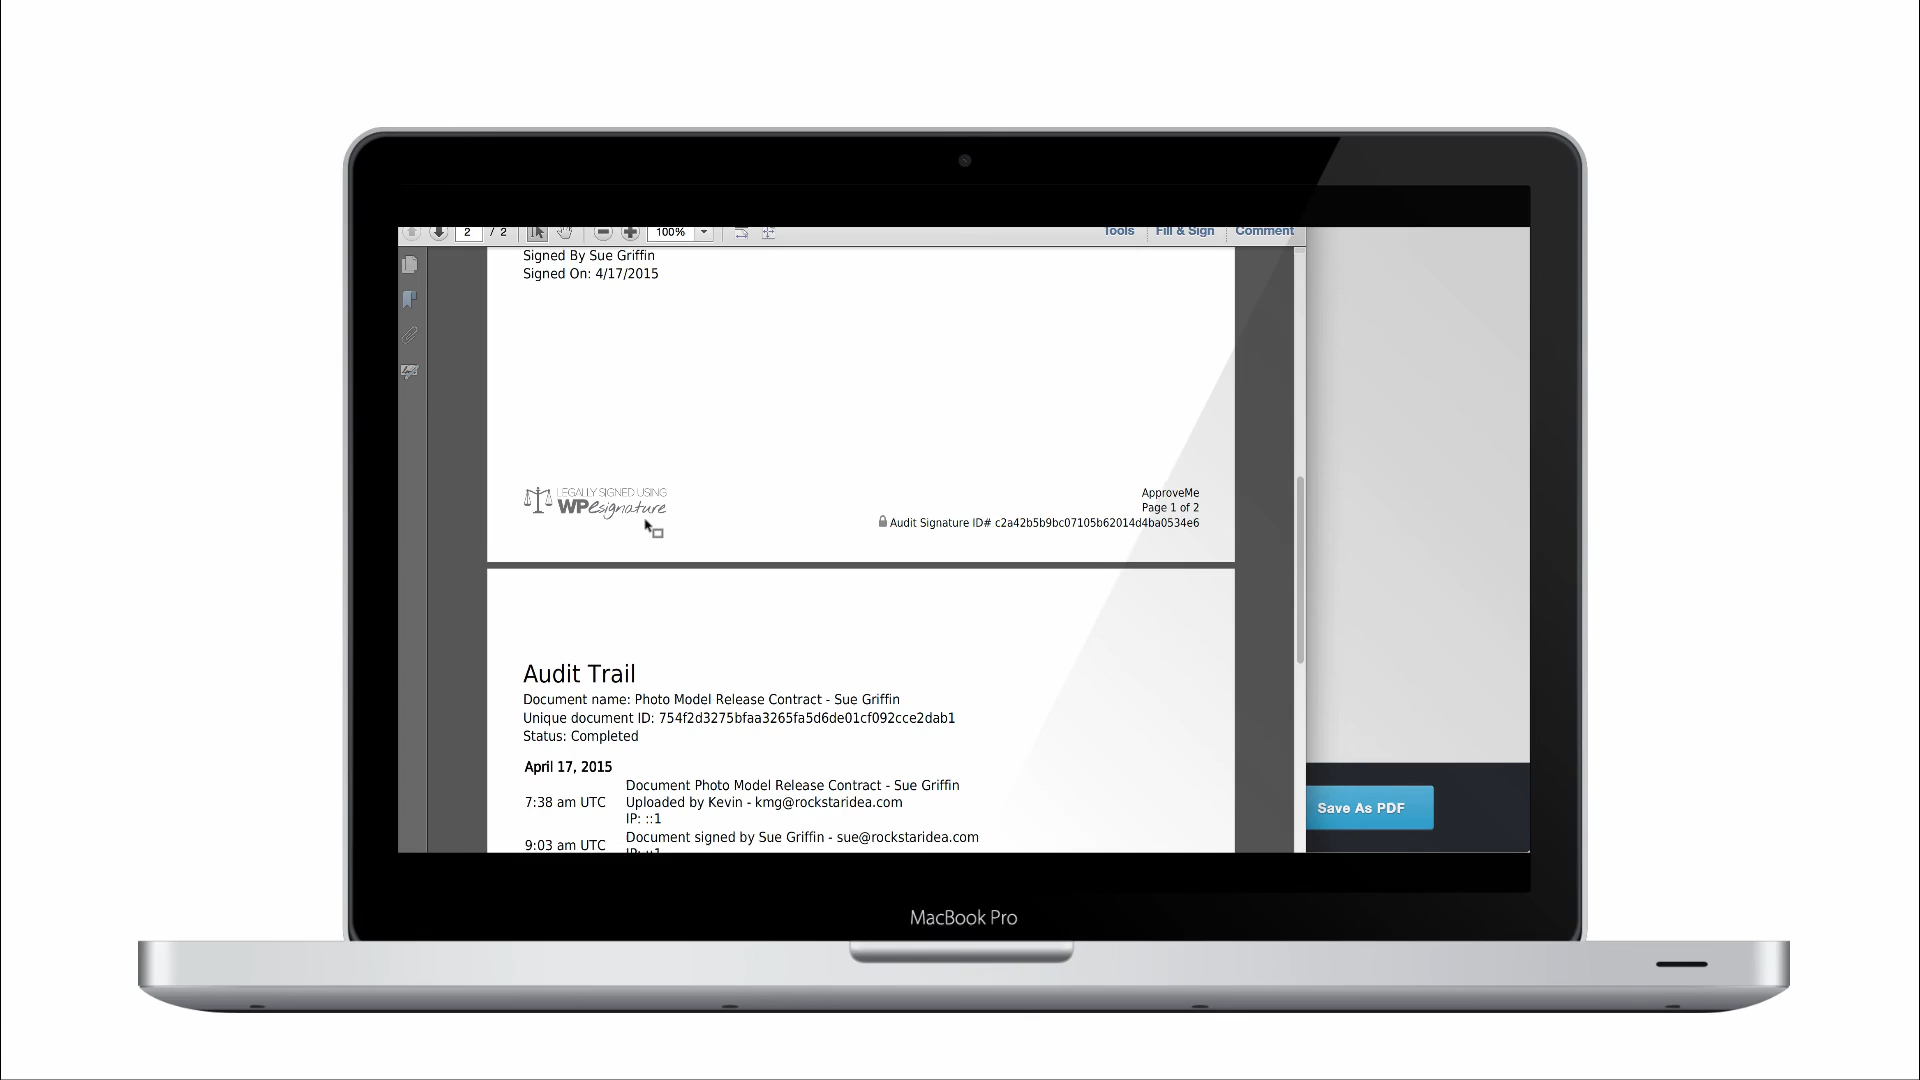 2 / 2 100% Tools Fill & Sign Comment
Signed By Sue Griffin
Signed On: 4/17/2015
LEGALLY SIGNED USING
WPesignature
ApproveMe
Page 1 of 2
Audit Signature ID# c2a42b5b9bc07105b62014d4ba0534e6
Audit Trail
Document name: Photo Model Release Contract - Sue Griffin
Unique document ID: 754f2d3275bfaa3265fa5d6de01cf092cce2dab1
Status: Completed
April 17, 2015
Document Photo Model Release Contract - Sue Griffin
7:38 am UTC Uploaded by Kevin - kmg@rockstaridea.com
IP: ::1
Document signed by Sue Griffin - sue@rockstaridea.com
9:03 am UTC
IP: ::1
Save As PDF
MacBook Pro